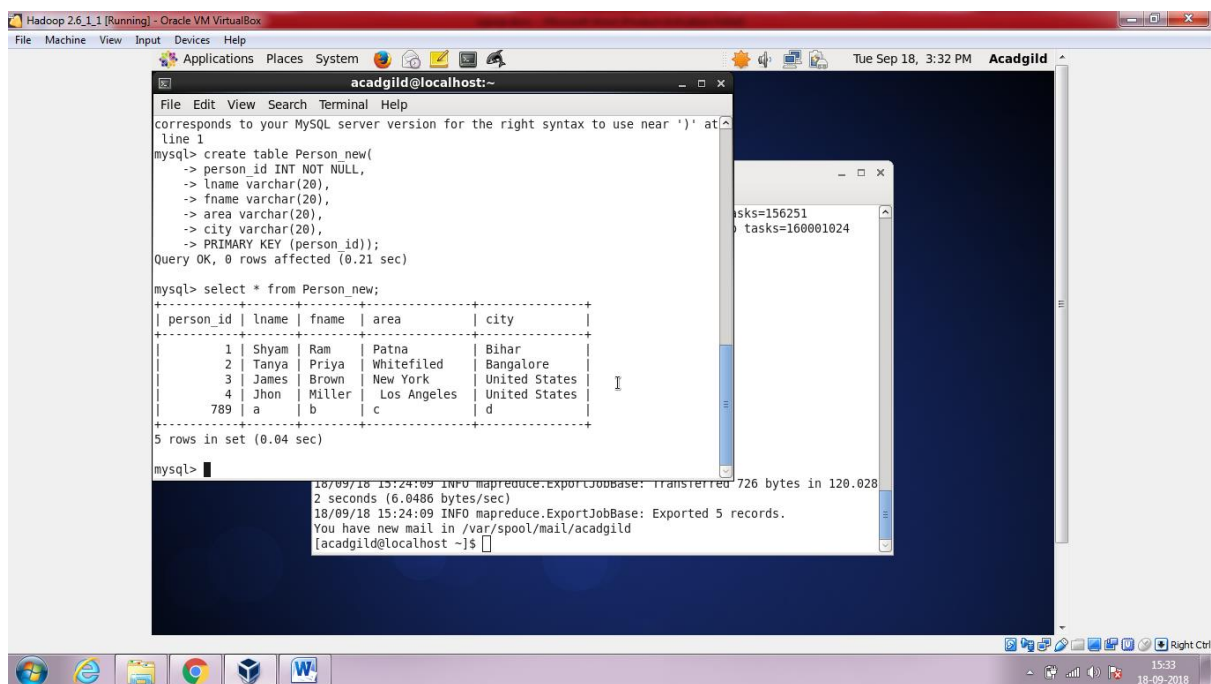 Hadoop 2.6_1_1 [Running] - Oracle VM VirtualBox
File Machine View Input Devices Help
Applications Places System Tue Sep 18, 3:32 PM Acadgild
acadgild@localhost:~
File Edit View Search Terminal Help
corresponds to your MySQL server version for the right syntax to use near ')' at
line 1
mysql> create table Person_new(
-> person_id INT NOT NULL,
-> lname varchar(20),
-> fname varchar(20),
-> area varchar(20),
-> city varchar(20),
-> PRIMARY KEY (person_id));
Query OK, 0 rows affected (0.21 sec)
mysql> select * from Person_new;
+-----------+-------+--------+--------------+---------------+
| person_id | lname | fname | area | city |
+-----------+-------+--------+--------------+---------------+
| 1 | Shyam | Ram | Patna | Bihar |
| 2 | Tanya | Priya | Whitefiled | Bangalore |
| 3 | James | Brown | New York | United States |
| 4 | Jhon | Miller | Los Angeles | United States |
| 789 | a | b | c | d |
+-----------+-------+--------+--------------+---------------+
5 rows in set (0.04 sec)
mysql>
asks=156251
tasks=160001024
18/09/18 15:24:09 INFO mapreduce.ExportJobBase: Transferred 726 bytes in 120.028
2 seconds (6.0486 bytes/sec)
18/09/18 15:24:09 INFO mapreduce.ExportJobBase: Exported 5 records.
You have new mail in /var/spool/mail/acadgild
[acadgild@localhost ~]$
Right Ctrl
W
15:33
18-09-2018